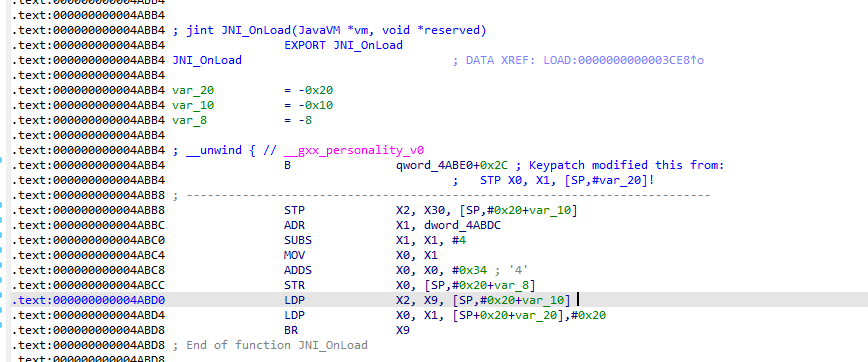 .text:000000000004ABB4
.text:000000000004ABB4 ; jint JNI_OnLoad(JavaVM *vm, void *reserved)
.text:000000000004ABB4 EXPORT JNI_OnLoad
.text:000000000004ABB4 JNI_OnLoad ; DATA XREF: LOAD:0000000000003CE8↑o
.text:000000000004ABB4
.text:000000000004ABB4 var_20 = -0x20
.text:000000000004ABB4 var_10 = -0x10
.text:000000000004ABB4 var_8 = -8
.text:000000000004ABB4
.text:000000000004ABB4 ; __unwind { // __gxx_personality_v0
.text:000000000004ABB4 B qword_4ABE0+0x2C ; Keypatch modified this from:
.text:000000000004ABB4 ; STP X0, X1, [SP,#var_20]!
.text:000000000004ABB8 ; ---------------------------------------------------------------------------
.text:000000000004ABB8 STP X2, X30, [SP,#0x20+var_10]
.text:000000000004ABBC ADR X1, dword_4ABDC
.text:000000000004ABC0 SUBS X1, X1, #4
.text:000000000004ABC4 MOV X0, X1
.text:000000000004ABC8 ADDS X0, X0, #0x34 ; '4'
.text:000000000004ABCC STR X0, [SP,#0x20+var_8]
.text:000000000004ABD0 LDP X2, X9, [SP,#0x20+var_10]
.text:000000000004ABD4 LDP X0, X1, [SP+0x20+var_20],#0x20
.text:000000000004ABD8 BR X9
.text:000000000004ABD8 ; End of function JNI_OnLoad
.text:000000000004ABD8